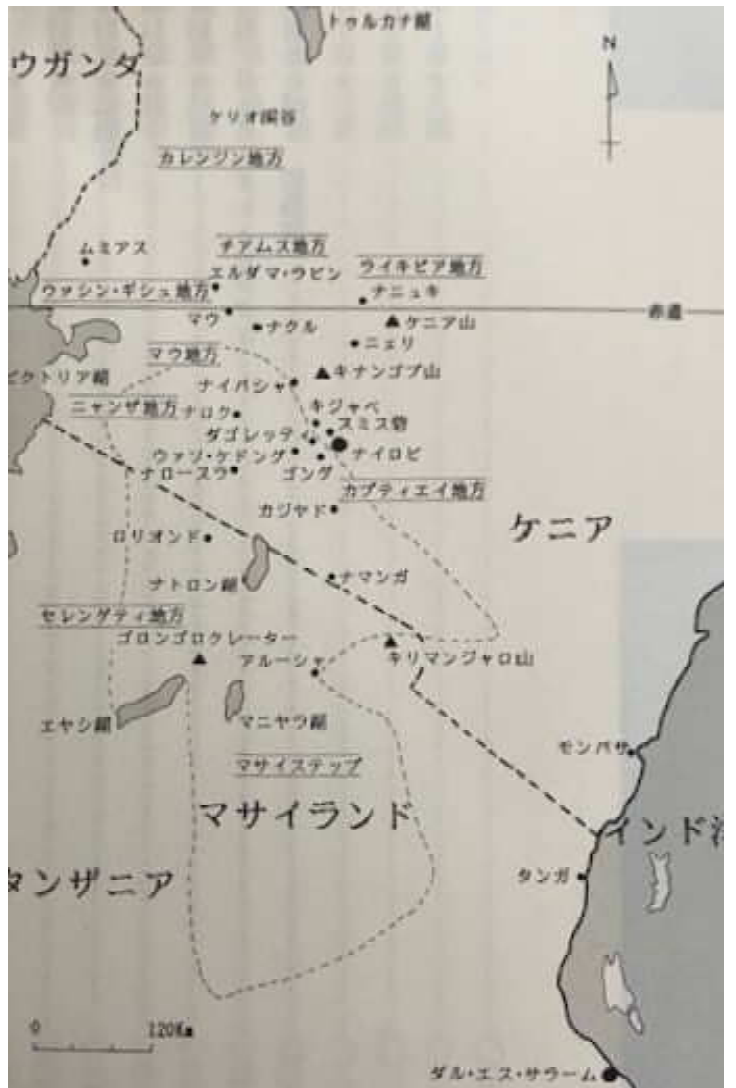 トゥルカナ湖
ウガンダ
N
ケリオ渓谷
カレンジン地方
ムミアス
チアムス地方
エルダマ・ラビン
ライキピア地方
ウァシン・ギシュ地方
ナニュキ
マウ
ナクル
ケニア山
赤道
ニェリ
マウ地方
キナンゴプ山
ビクトリア湖
ナイバシャ
ニャンザ地方
ナロク
キジャベ
スミス砦
ダゴレッティ
ナイロビ
ウァソ・ケドング
ゴング
ナロースラ
カプティエイ地方
カジャド
ケニア
ロリオンド
ナトロン湖
ナマンガ
セレンゲティ地方
ゴロンゴロクレーター
アルーシャ
キリマンジャロ山
エヤシ湖
マニヤラ湖
モンバサ
マサイステップ
マサイランド
インド洋
タンザニア
タンガ
0 120Km
ダル・エス・サラーム